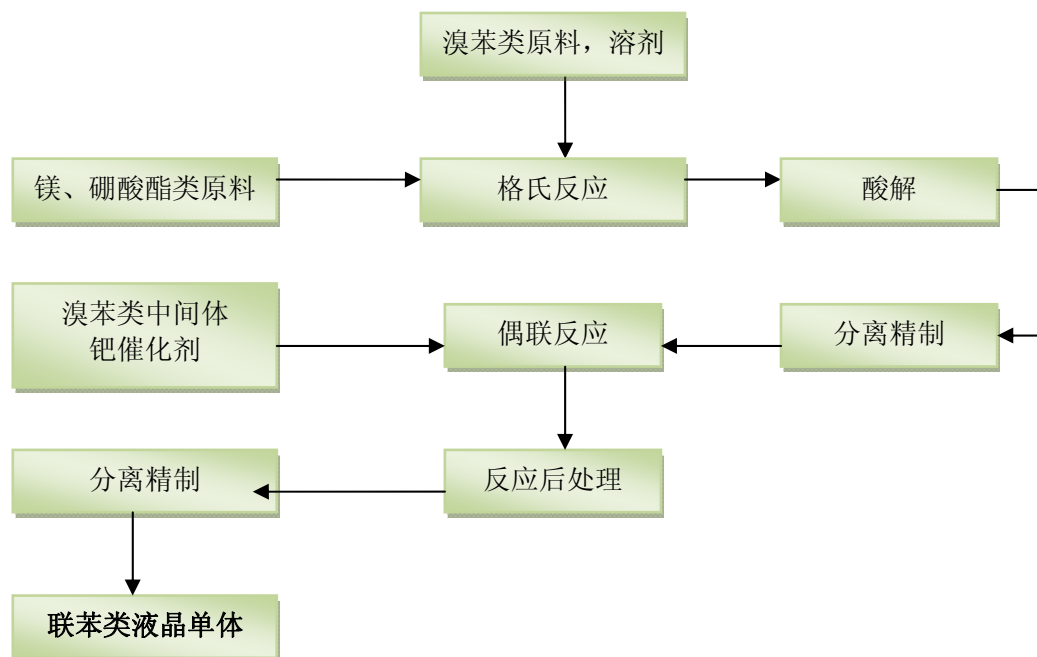 溴苯类原料，溶剂
镁、硼酸酯类原料
格氏反应
酸解
溴苯类中间体
钯催化剂
偶联反应
分离精制
分离精制
反应后处理
联苯类液晶单体